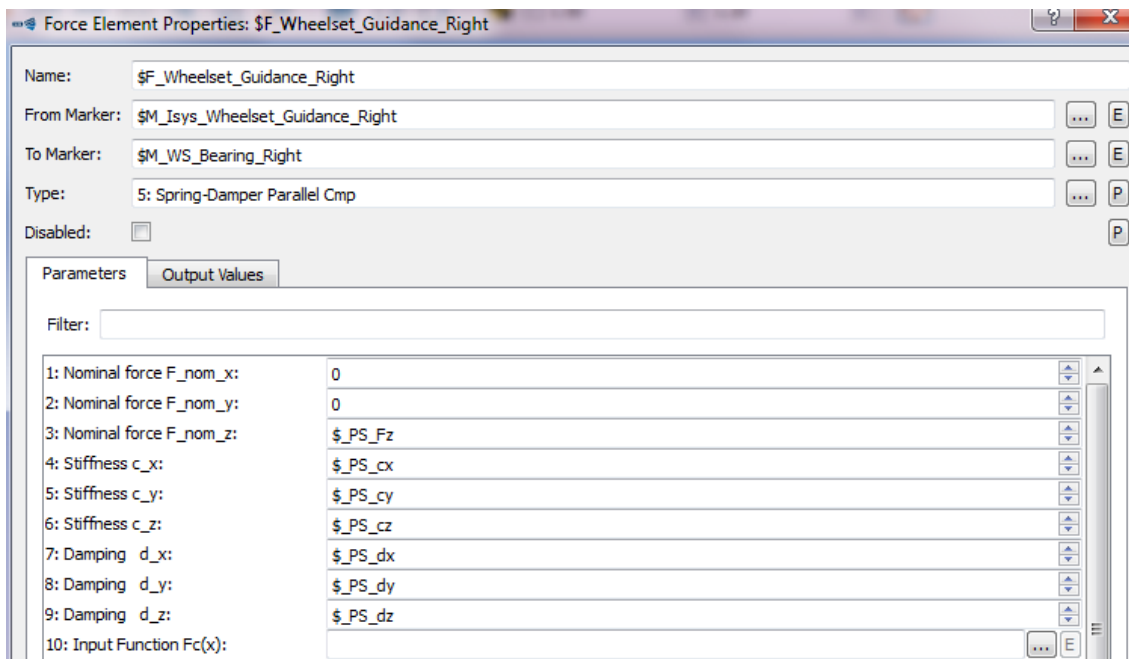 Force Element Properties: $F_Wheelset_Guidance_Right ? X
Name: $F_Wheelset_Guidance_Right
From Marker: $M_Isys_Wheelset_Guidance_Right ... E
To Marker: $M_WS_Bearing_Right ... E
Type: 5: Spring-Damper Parallel Cmp ... P
Disabled: P
Parameters Output Values
Filter:
1: Nominal force F_nom_x: 0
2: Nominal force F_nom_y: 0
3: Nominal force F_nom_z: $_PS_Fz
4: Stiffness c_x: $_PS_cx
5: Stiffness c_y: $_PS_cy
6: Stiffness c_z: $_PS_cz
7: Damping d_x: $_PS_dx
8: Damping d_y: $_PS_dy
9: Damping d_z: $_PS_dz
10: Input Function Fc(x): ... E